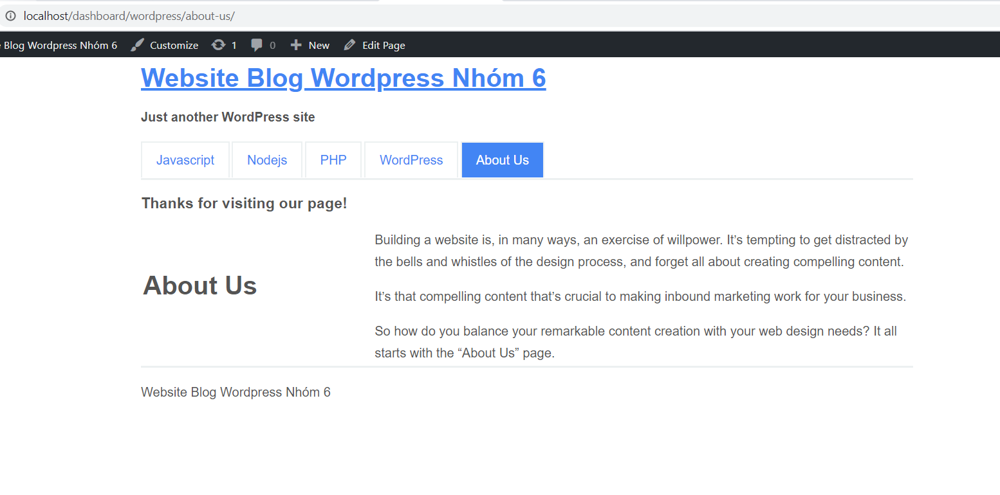 localhost/dashboard/wordpress/about-us/
Blog Wordpress Nhóm 6 Customize 1 0 New Edit Page
Website Blog Wordpress Nhóm 6
Just another WordPress site
Javascript Nodejs PHP WordPress About Us
Thanks for visiting our page!
About Us
Building a website is, in many ways, an exercise of willpower. It’s tempting to get distracted by
the bells and whistles of the design process, and forget all about creating compelling content.
It’s that compelling content that’s crucial to making inbound marketing work for your business.
So how do you balance your remarkable content creation with your web design needs? It all
starts with the “About Us” page.
Website Blog Wordpress Nhóm 6